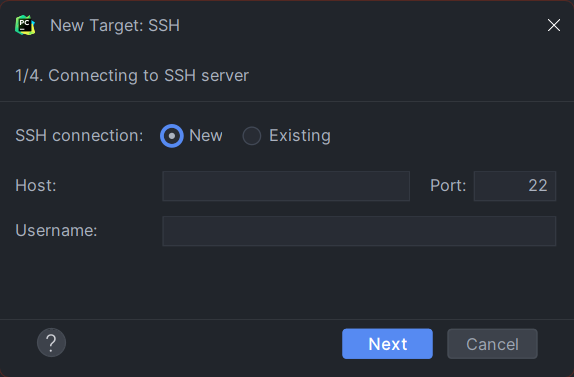 PC New Target: SSH
1/4. Connecting to SSH server
SSH connection: New Existing
Host: Port: 22
Username:
? Next Cancel